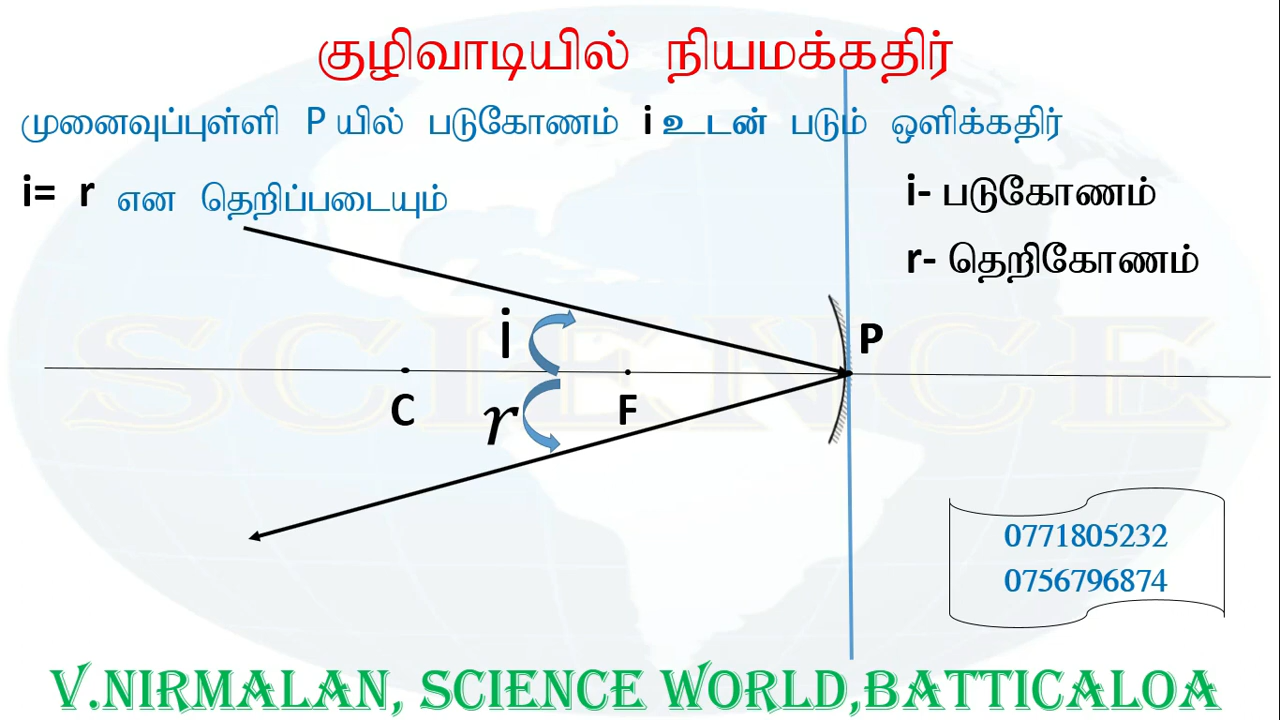 குழிவாடியில் நியமக்கதிர்
முனைவுப்புள்ளி P யில் படுகோணம் i உடன் படும் ஒளிக்கதிர்
i= r என தெறிப்படையும்
i- படுகோணம்
r- தெறிகோணம்
SCIENCE
i
P
C
r
F
0771805232
0756796874
V.NIRMALAN, SCIENCE WORLD,BATTICALOA